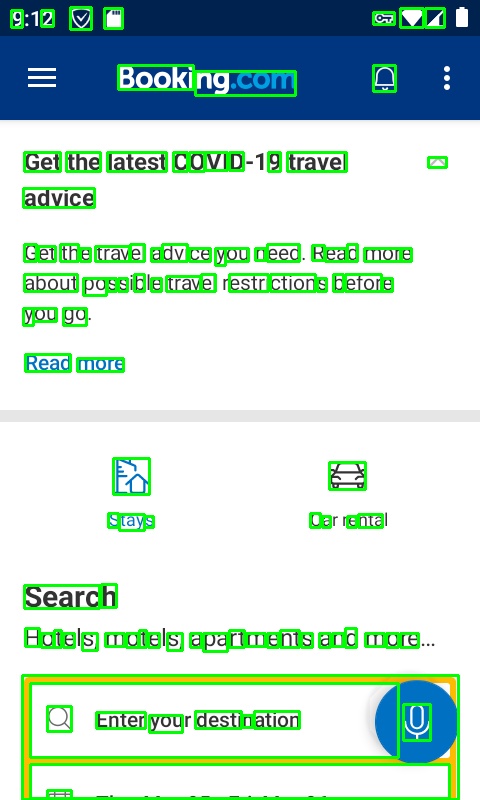 9:12
Booking.com
Get the latest COVID-19 travel
advice
Get the travel advice you need. Read more
about possible travel restrictions before
you go.
Read more
Stays
Car rental
Search
Hotels, motels, apartments and more...
Enter your destination